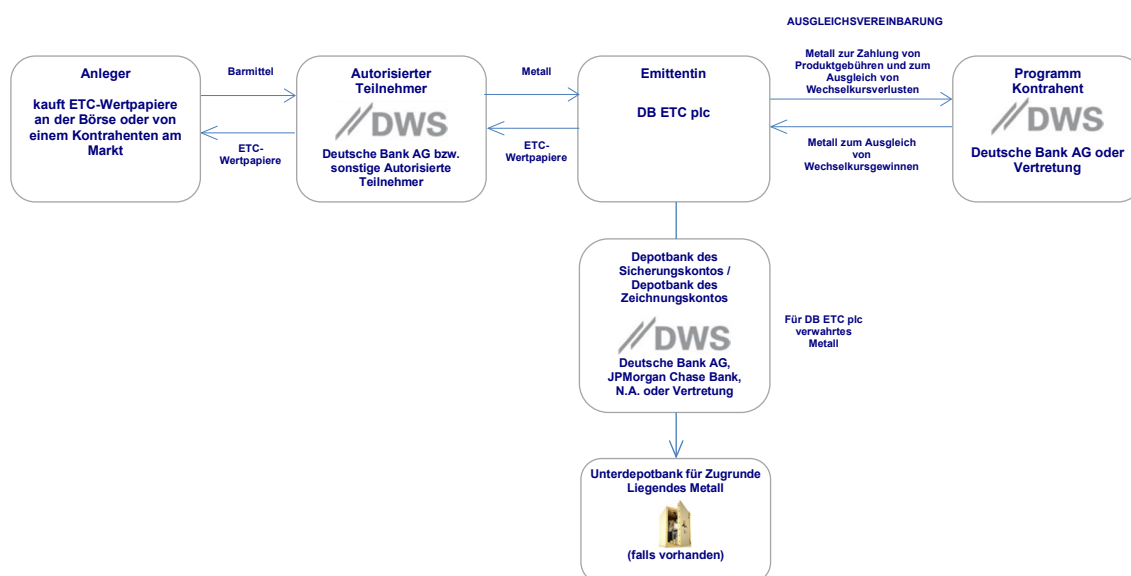 AUSGLEICHSVEREINBARUNG
Anleger
kauft ETC-Wertpapiere
an der Börse oder von
einem Kontrahenten am
Markt
Barmittel
ETC-
Wertpapiere
Autorisierter
Teilnehmer
DWS
Deutsche Bank AG bzw.
sonstige Autorisierte
Teilnehmer
Metall
ETC-
Wertpapiere
Emittentin
DB ETC plc
Metall zur Zahlung von
Produktgebühren und zum
Ausgleich von
Wechselkursverlusten
Metall zum Ausgleich
von
Wechselkursgewinnen
Programm
Kontrahent
DWS
Deutsche Bank AG oder
Vertretung
Depotbank des
Sicherungskontos /
Depotbank des
Zeichnungskontos
DWS
Deutsche Bank AG,
JPMorgan Chase Bank,
N.A. oder Vertretung
Für DB ETC plc
verwahrtes
Metall
Unterdepotbank für Zugrunde
Liegendes Metall
(falls vorhanden)